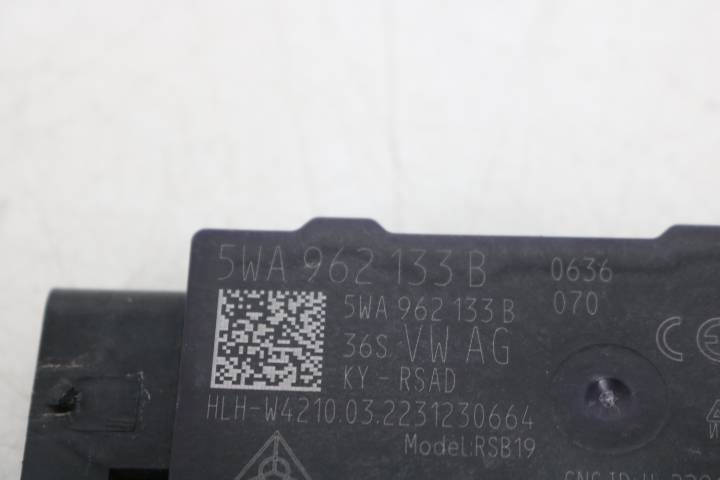 5WA 962 133 B 0636
5WA 962 133 B 070
36S VW AG
KY - RSAD
HLH-W4210.03.2231230664
Model:RSB19